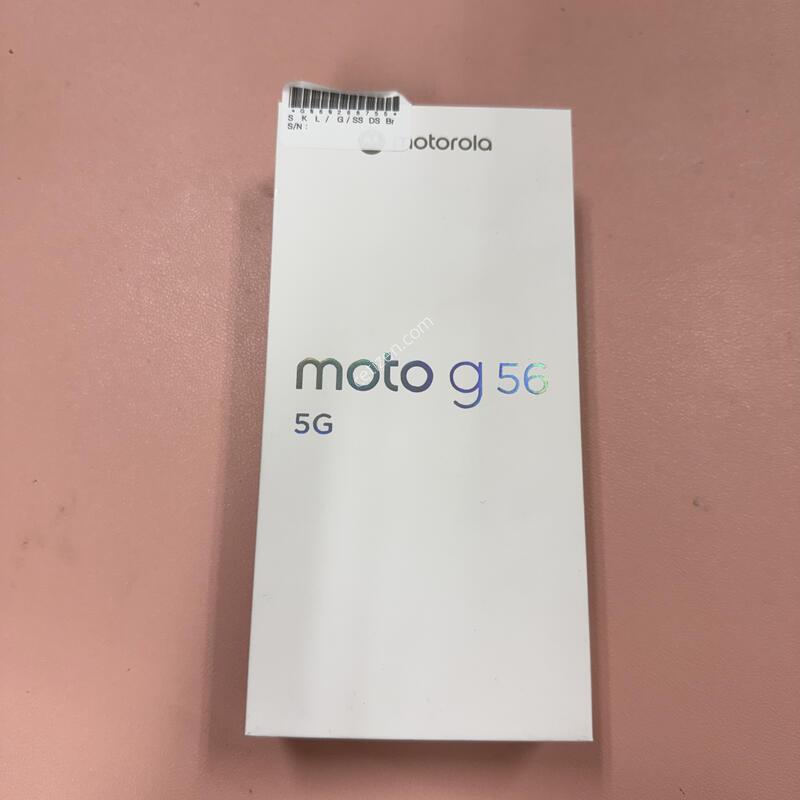 S K L / G/SS DS Br
S/N :
motorola
moto g 56
5G